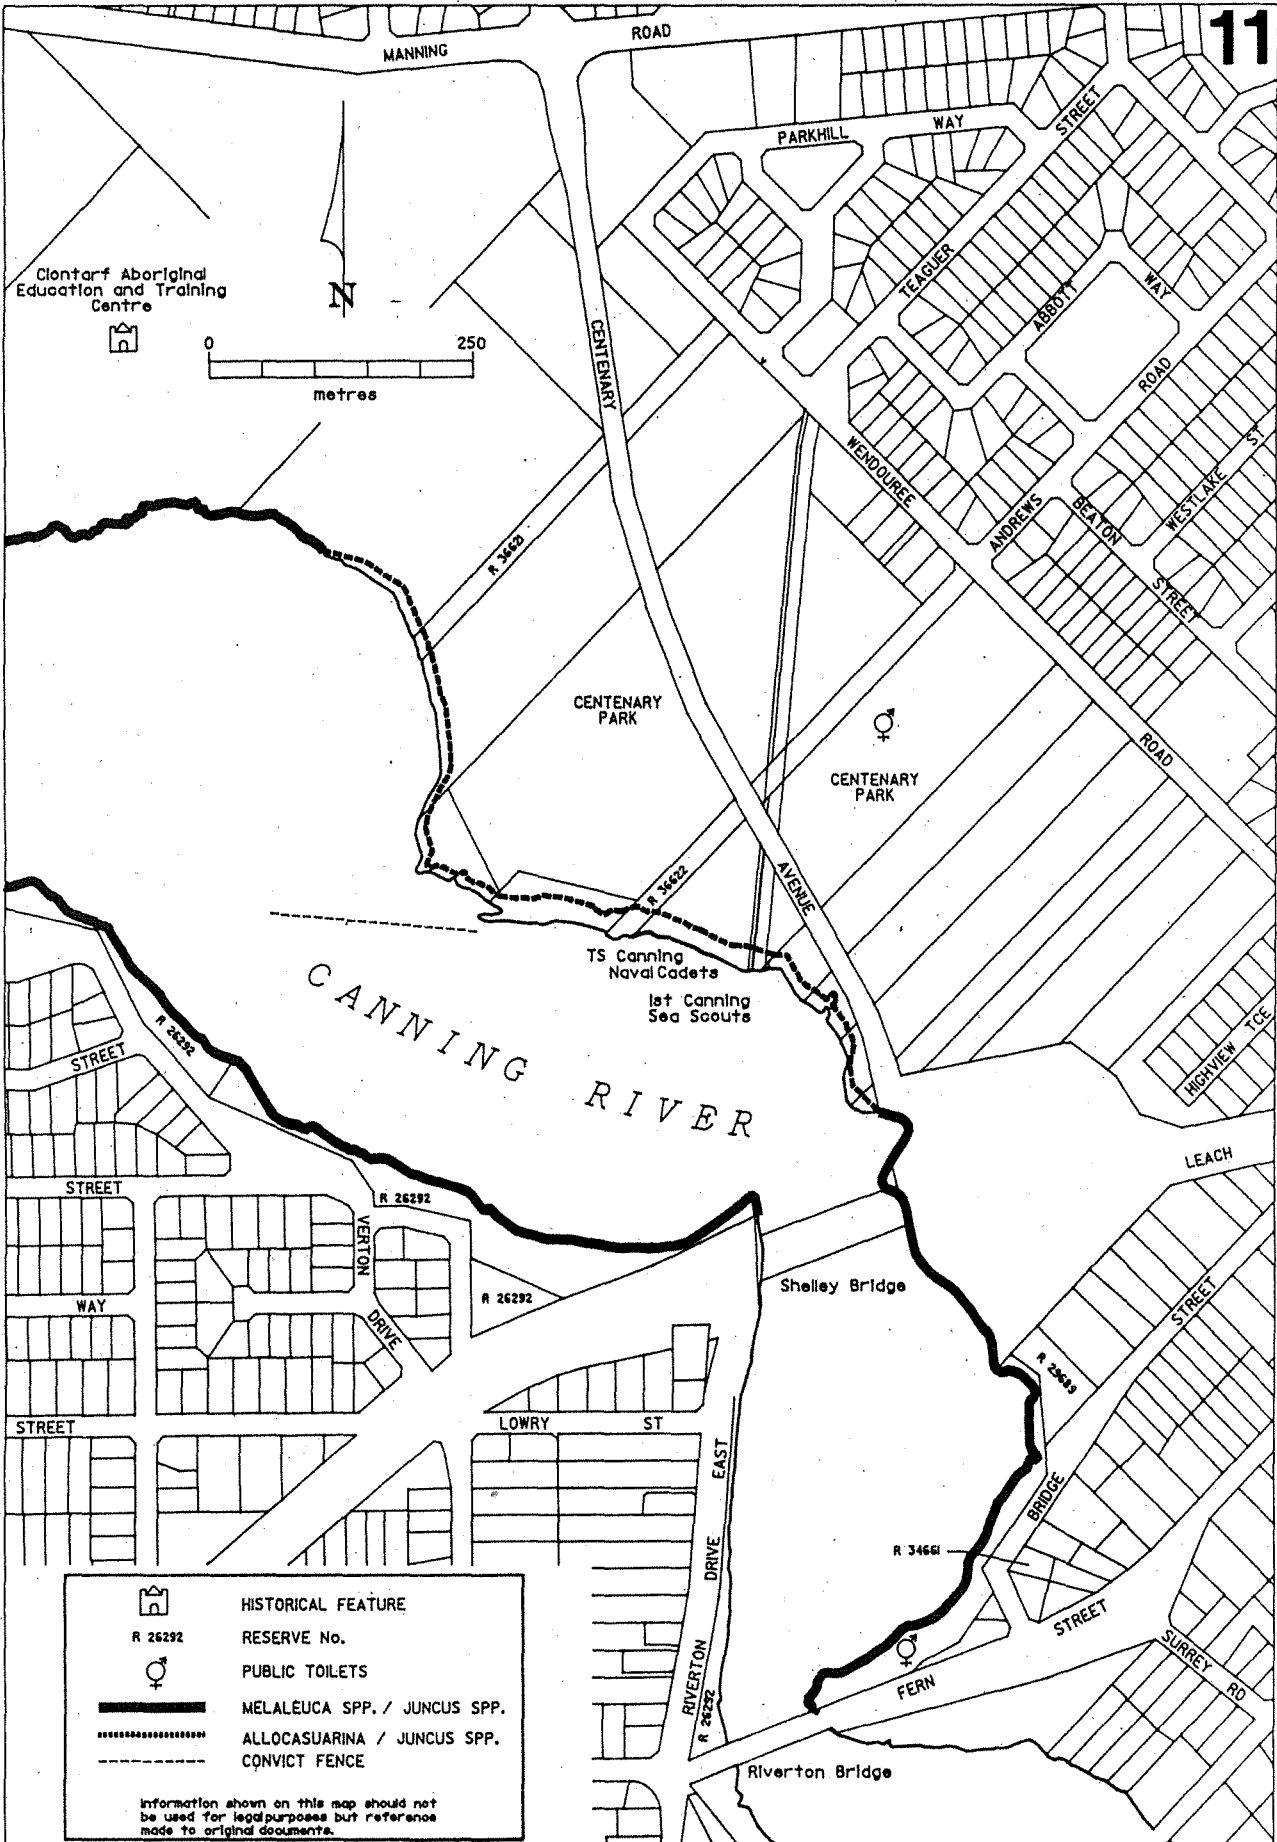 11
MANNING
ROAD
PARKHILL
WAY
STREET
TEAGUER
ABBOTT
WAY
Clontarf Aboriginal
Education and Training
Centre
N
0
250
metres
CENTENARY
ROAD
WENDOUREE
ANDREWS
BEATON
STREET
WESTLAKE
ST
R 36621
CENTENARY
PARK
ROAD
CENTENARY
PARK
AVENUE
R 36622
TS Canning
Naval Cadets
1st Canning
Sea Scouts
CANNING RIVER
R 26292
STREET
HIGHVIEW TCE
LEACH
STREET
R 26292
VERTON
DRIVE
R 26292
WAY
Shelley Bridge
STREET
R 29689
STREET
LOWRY
ST
EAST
DRIVE
RIVERTON
R 26292
BRIDGE
R 34661
STREET
FERN
SURREY
RD
Riverton Bridge
HISTORICAL FEATURE
R 26292
RESERVE No.
PUBLIC TOILETS
MELALEUCA SPP. / JUNCUS SPP.
ALLOCASUARINA / JUNCUS SPP.
CONVICT FENCE
Information shown on this map should not
be used for legal purposes but reference
made to original documents.